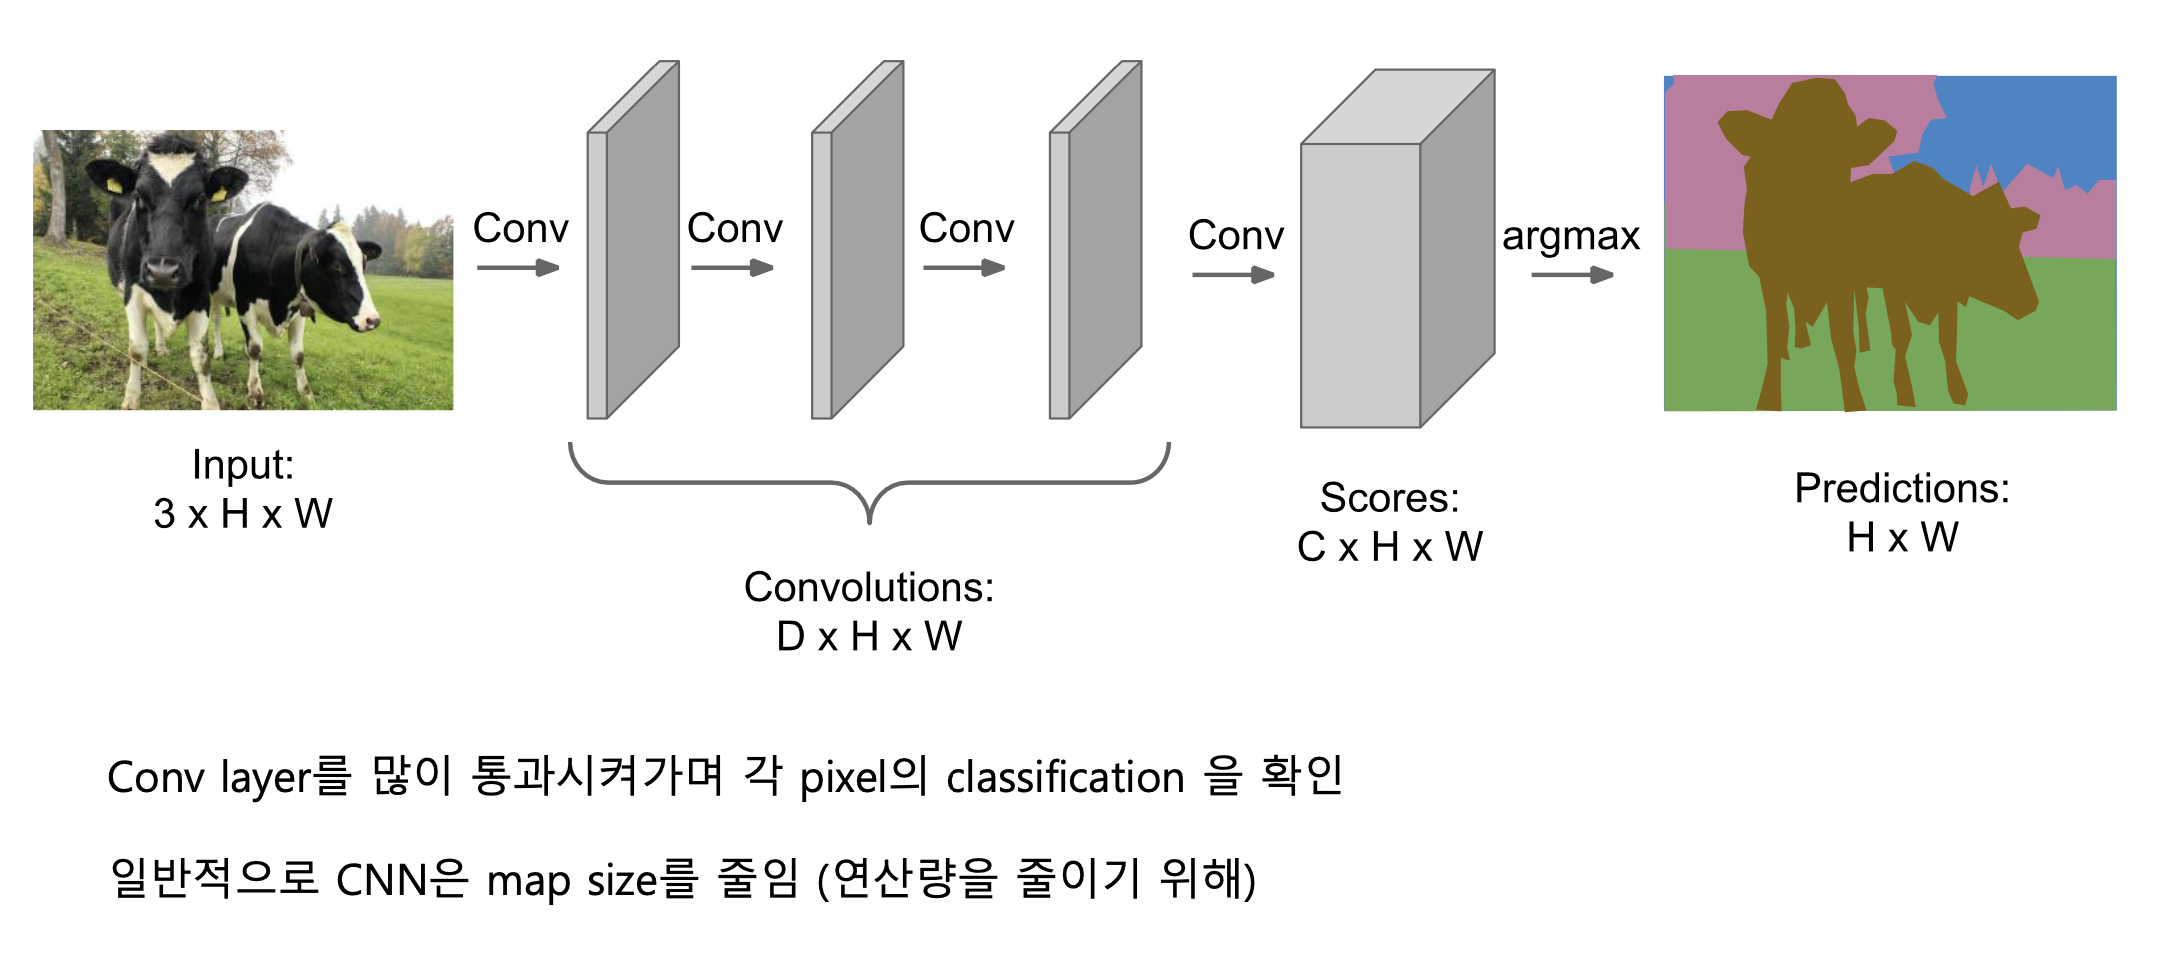 Conv
Conv
Conv
Conv
argmax
Input:
3 x H x W
Convolutions:
D x H x W
Scores:
C x H x W
Predictions:
H x W
Conv layer를 많이 통과시켜가며 각 pixel의 classification 을 확인
일반적으로 CNN은 map size를 줄임 (연산량을 줄이기 위해)